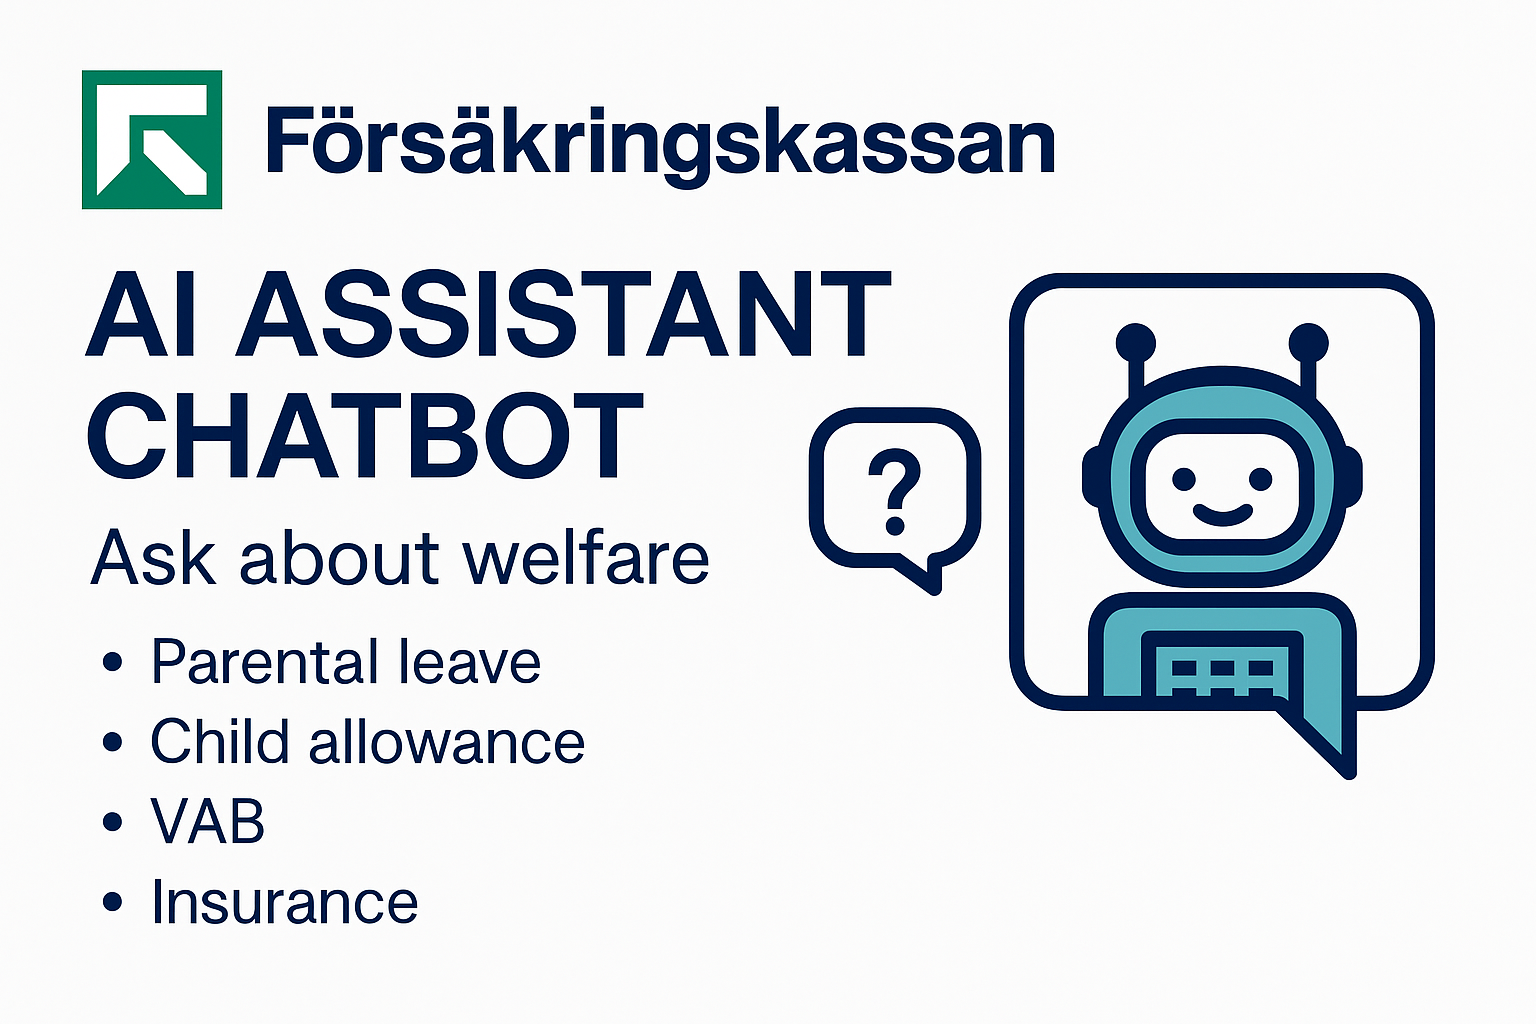 Försäkringskassan
AI ASSISTANT
CHATBOT
?
Ask about welfare
• Parental leave
• Child allowance
• VAB
• Insurance